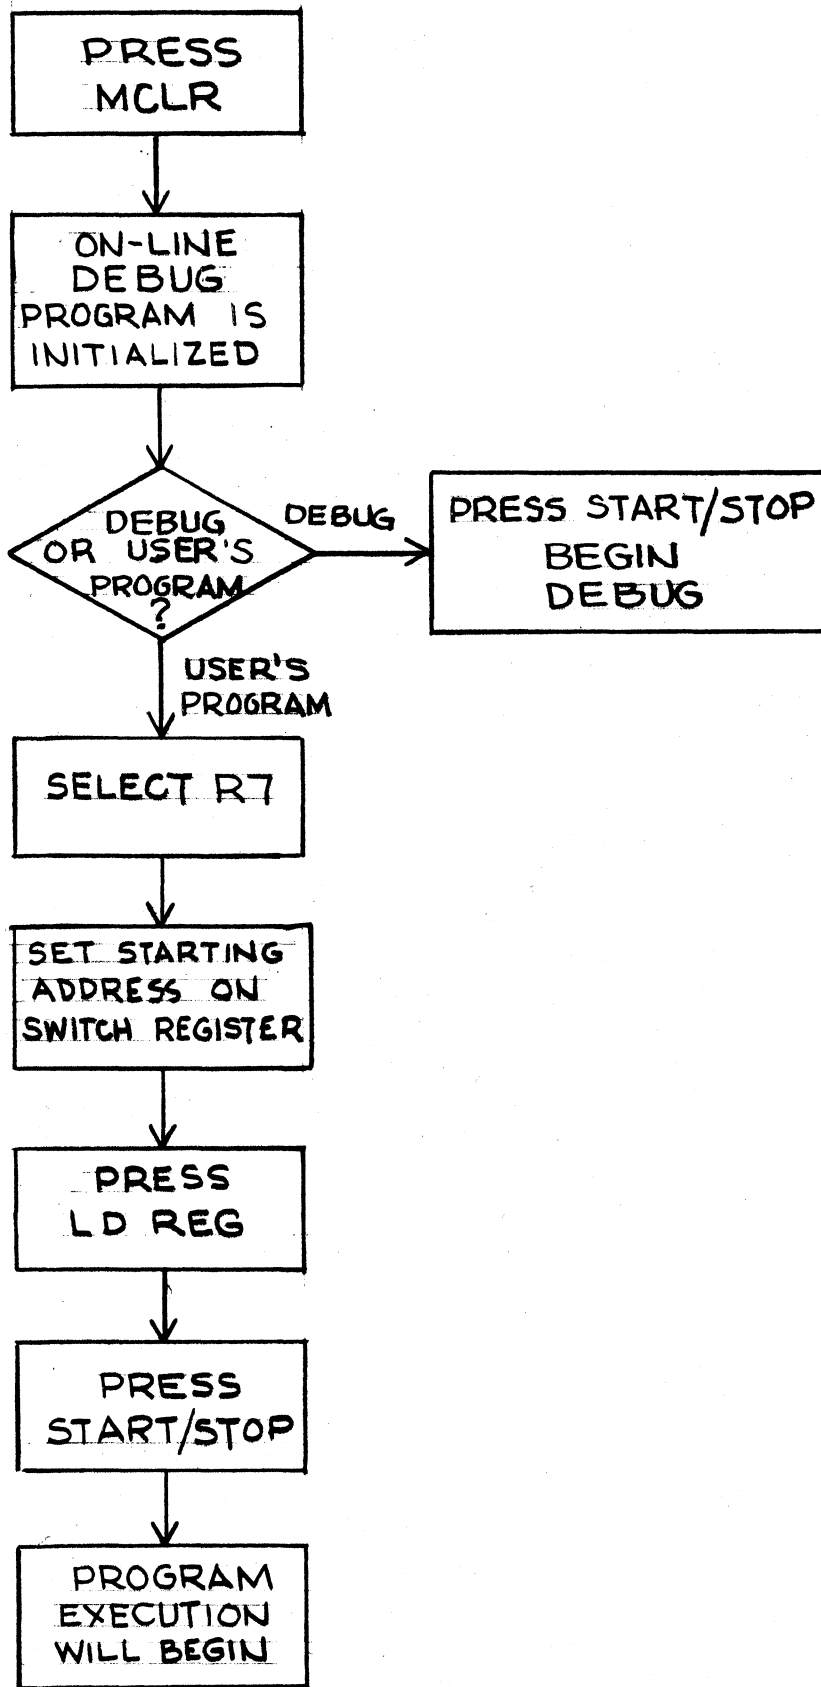 PRESS
MCLR
ON-LINE
DEBUG
PROGRAM IS
INITIALIZED
DEBUG
OR USER'S
PROGRAM
?
DEBUG
PRESS START/STOP
BEGIN
DEBUG
USER'S
PROGRAM
SELECT R7
SET STARTING
ADDRESS ON
SWITCH REGISTER
PRESS
LD REG
PRESS
START/STOP
PROGRAM
EXECUTION
WILL BEGIN